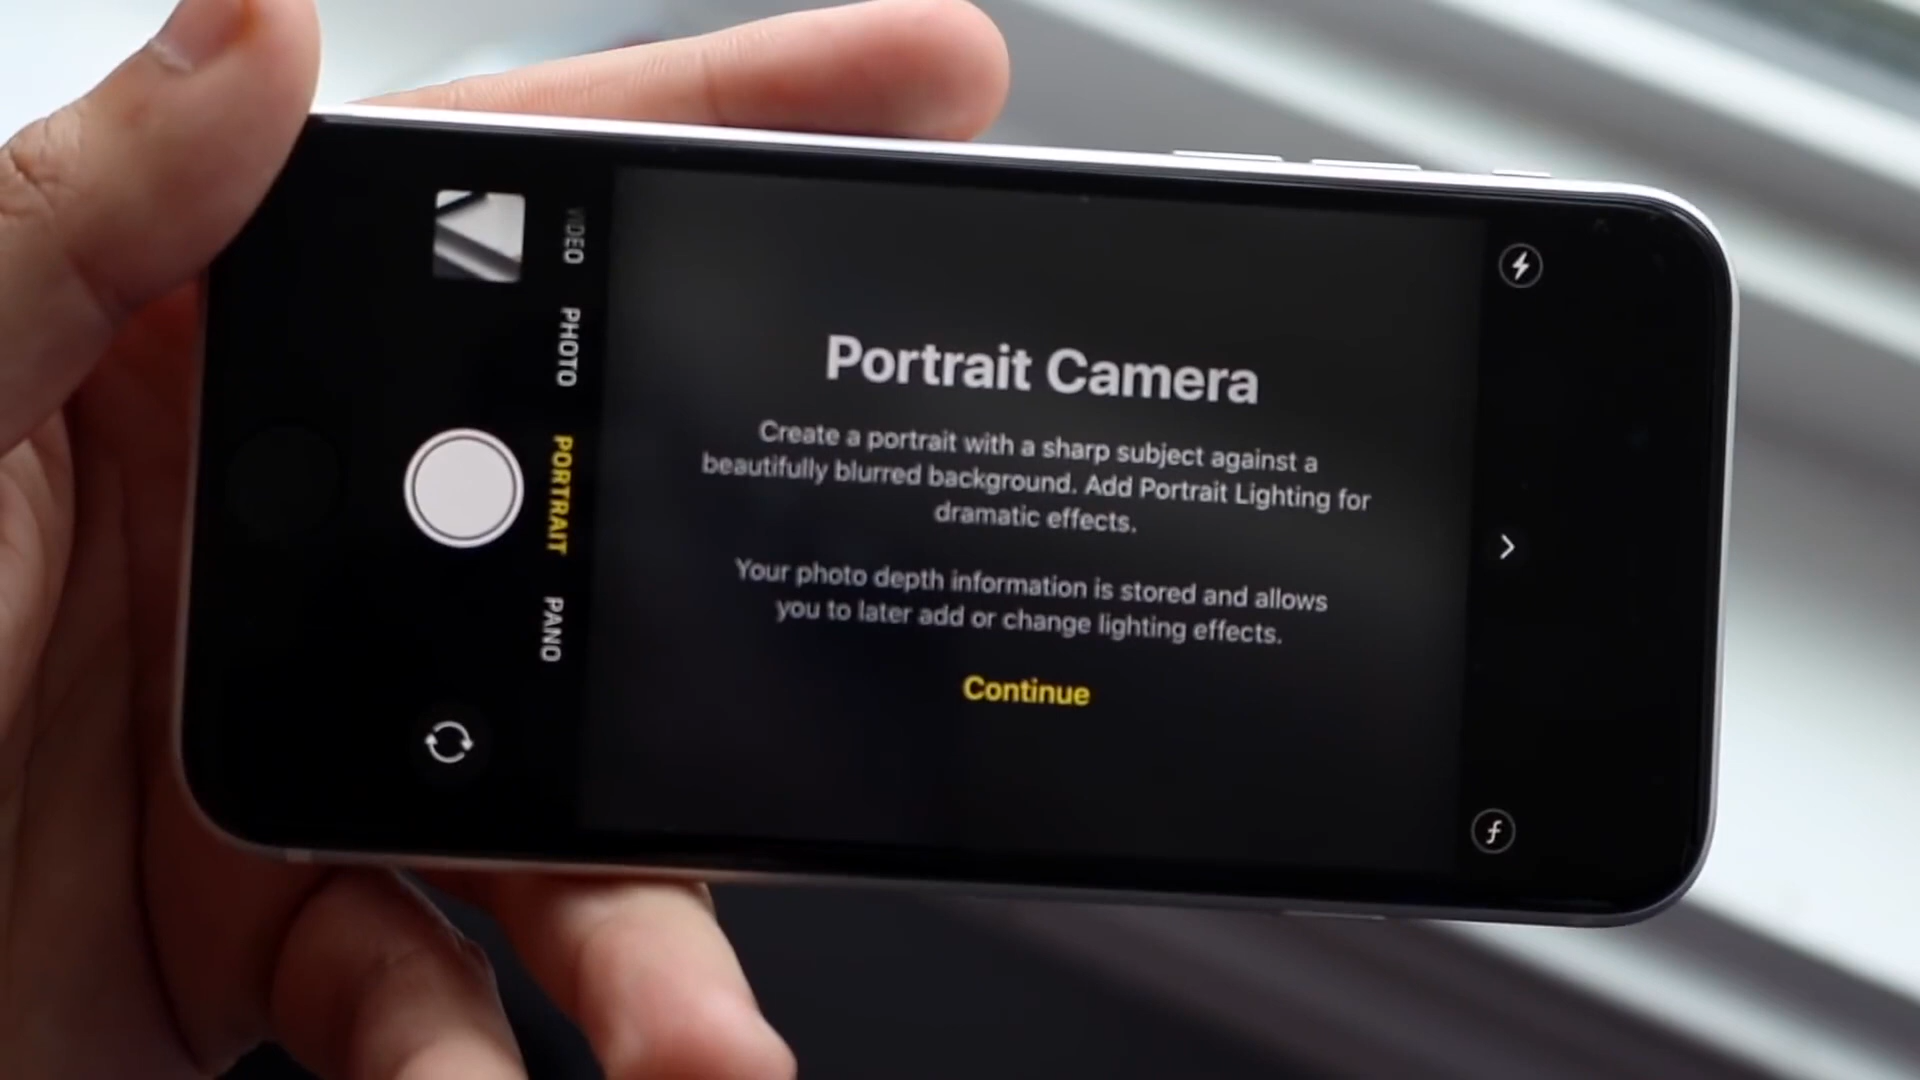 VIDEO
PHOTO
PORTRAIT
PANO
Portrait Camera
Create a portrait with a sharp subject against a
beautifully blurred background. Add Portrait Lighting for
dramatic effects.
Your photo depth information is stored and allows
you to later add or change lighting effects.
Continue
f